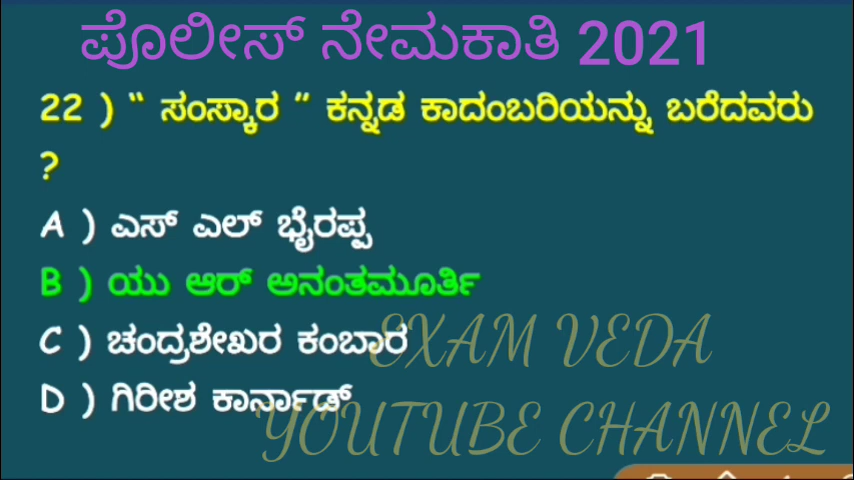 ಪೊಲೀಸ್ ನೇಮಕಾತಿ 2021
22 ) “ ಸಂಸ್ಕಾರ ” ಕನ್ನಡ ಕಾದಂಬರಿಯನ್ನು ಬರೆದವರು
?
A ) ಎಸ್ ಎಲ್ ಭೈರಪ್ಪ
B ) ಯು ಆರ್ ಅನಂತಮೂರ್ತಿ
C ) ಚಂದ್ರಶೇಖರ ಕಂಬಾರ
D ) ಗಿರೀಶ ಕಾರ್ನಾಡ್
EXAM VEDA
YOUTUBE CHANNEL